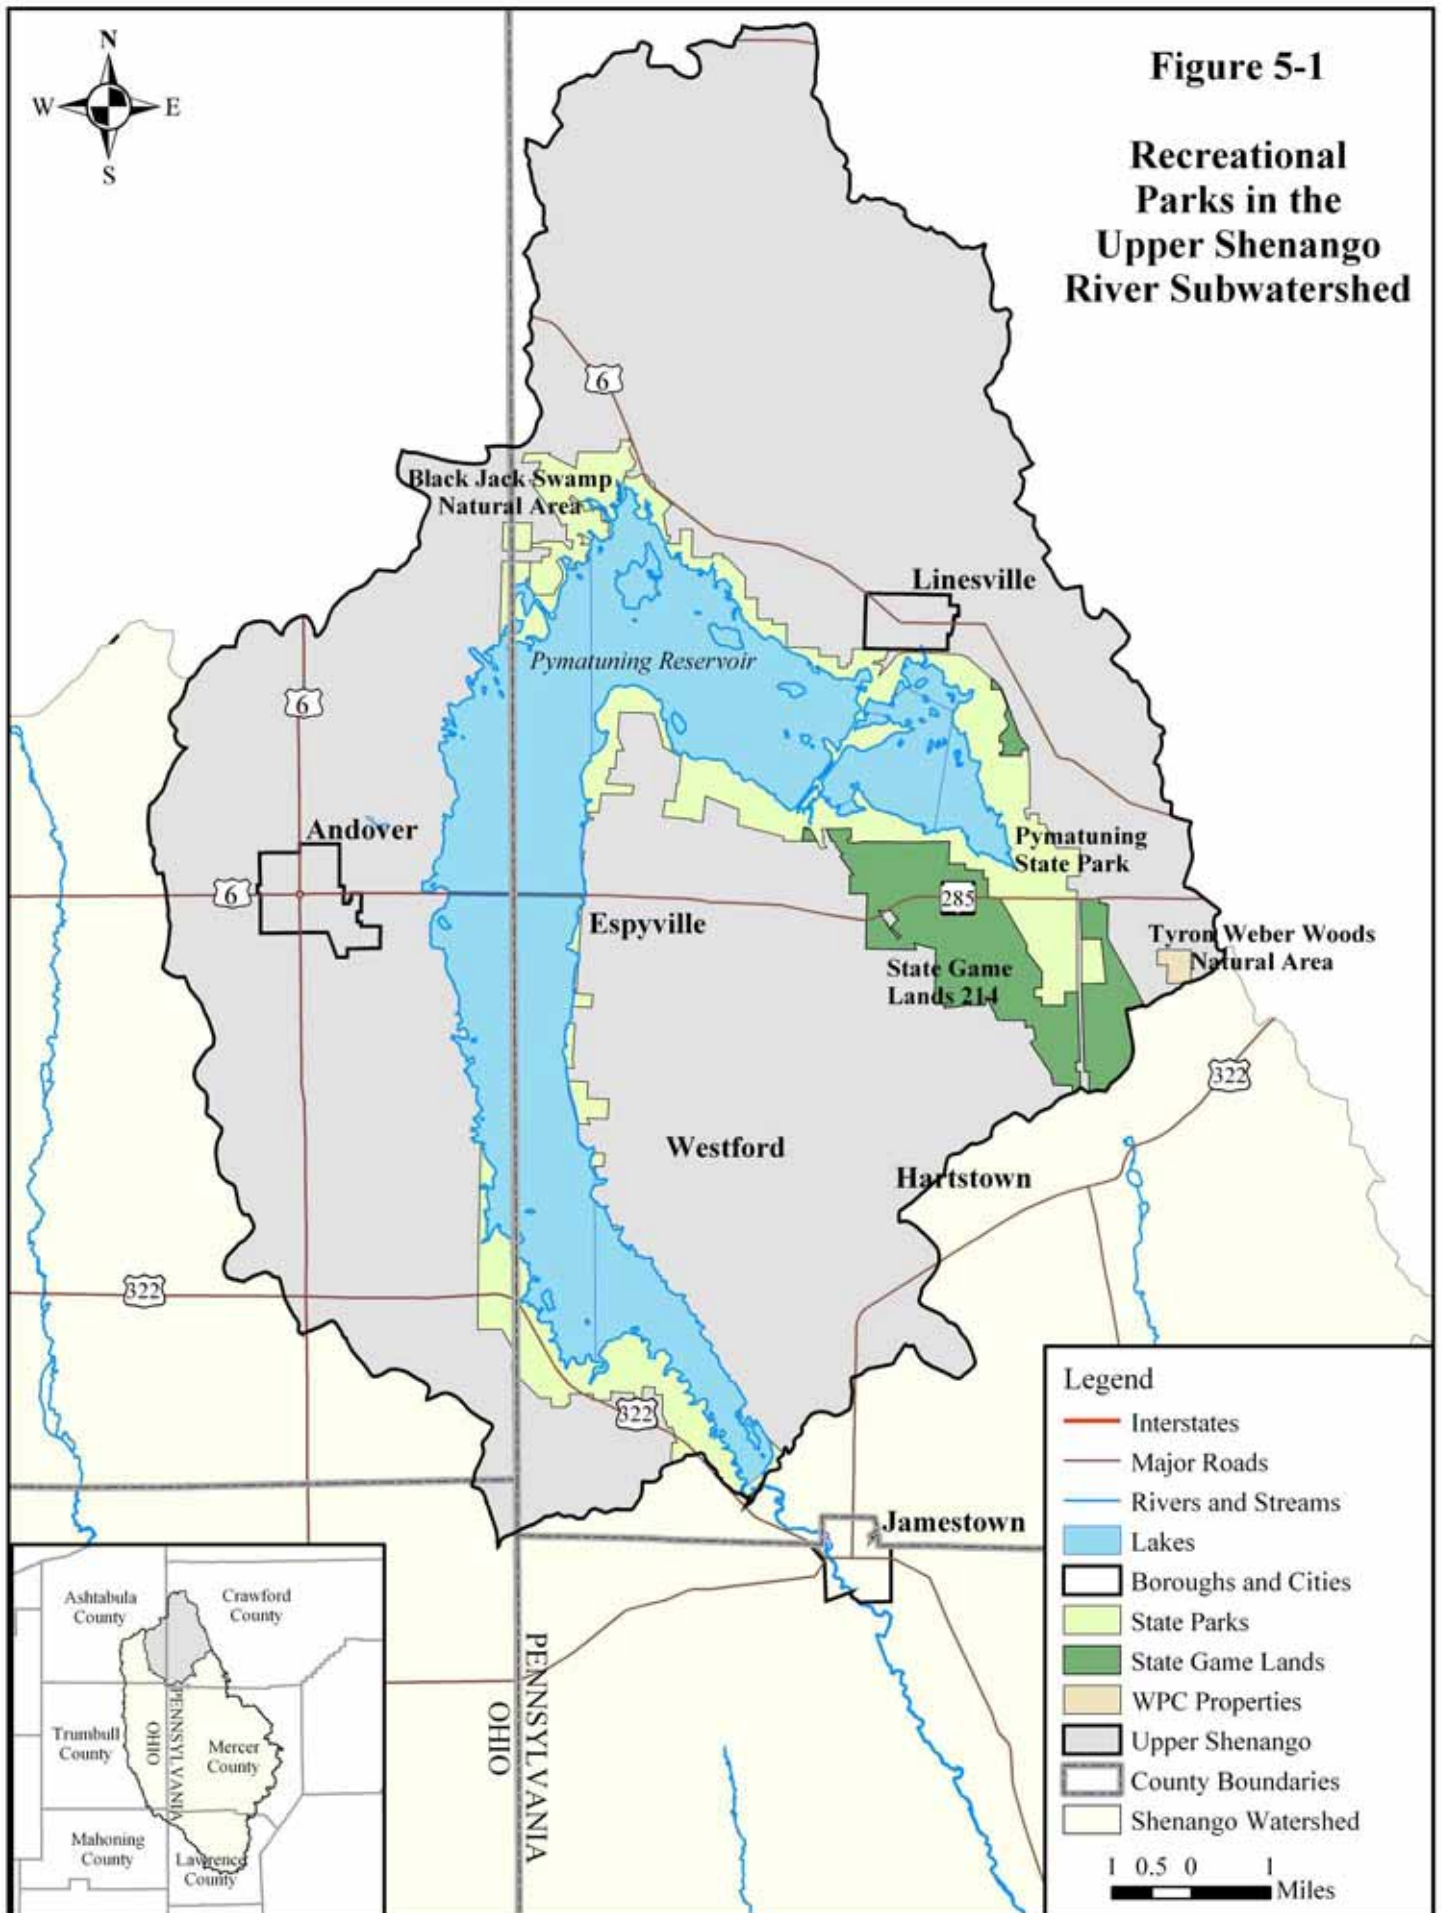 N
W E
S
Figure 5-1
Recreational
Parks in the
Upper Shenango
River Subwatershed
6
Black Jack Swamp
Natural Area
Linesville
Pymatuning Reservoir
6
Andover
Pymatuning
State Park
6
285
Espyville
Tyron Weber Woods
Natural Area
State Game
Lands 214
322
Westford
Hartstown
322
322
Jamestown
PENNSYLVANIA
OHIO
Legend
Interstates
Major Roads
Rivers and Streams
Lakes
Boroughs and Cities
State Parks
State Game Lands
WPC Properties
Upper Shenango
County Boundaries
Shenango Watershed
1 0.5 0 1
Miles
Ashtabula
County
Crawford
County
Trumbull
County
OHIO
PENNSYLVANIA
Mercer
County
Mahoning
County
Lawrence
County